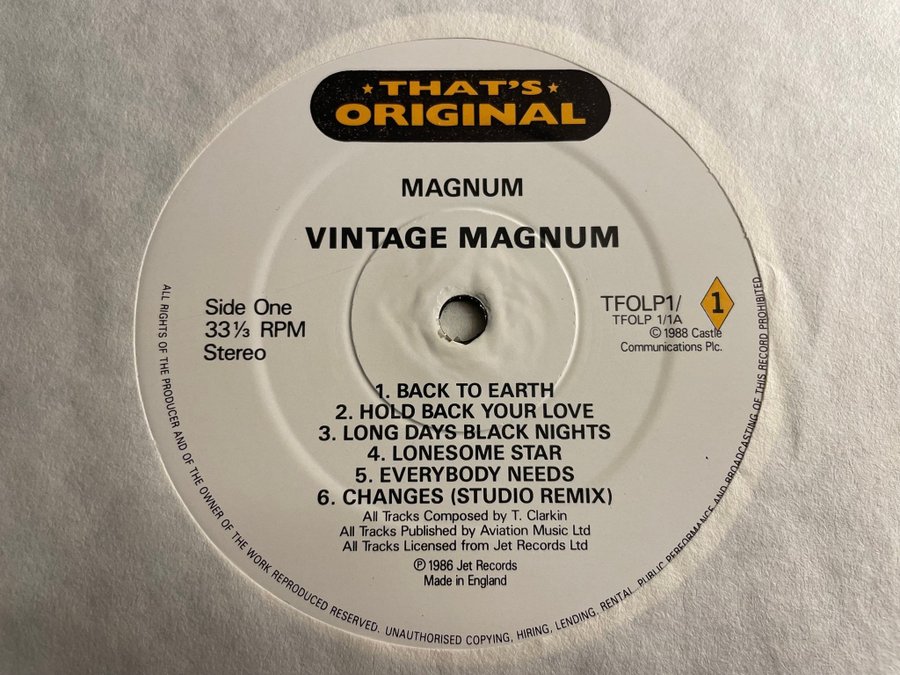 ★ THAT'S ★
ORIGINAL
MAGNUM
VINTAGE MAGNUM
Side One
33⅓ RPM
Stereo
TFOLP1/ 1
TFOLP 1/1A
© 1988 Castle
Communications Plc.
1. BACK TO EARTH
2. HOLD BACK YOUR LOVE
3. LONG DAYS BLACK NIGHTS
4. LONESOME STAR
5. EVERYBODY NEEDS
6. CHANGES (STUDIO REMIX)
All Tracks Composed by T. Clarkin
All Tracks Published by Aviation Music Ltd
All Tracks Licensed from Jet Records Ltd
℗ 1986 Jet Records
Made in England
ALL RIGHTS OF THE PRODUCER AND OF THE OWNER OF THE WORK REPRODUCED RESERVED. UNAUTHORISED COPYING, HIRING, LENDING, RENTAL, PUBLIC PERFORMANCE AND BROADCASTING OF THIS RECORD PROHIBITED